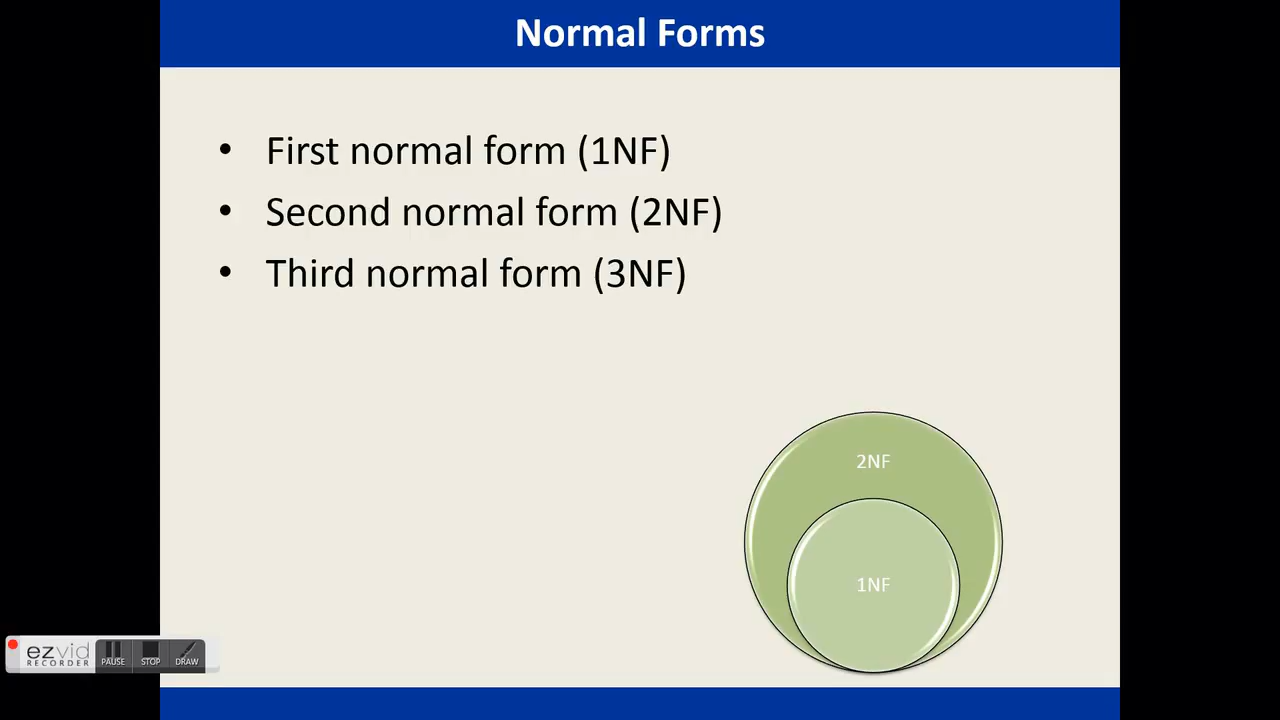 Normal Forms
• First normal form (1NF)
• Second normal form (2NF)
• Third normal form (3NF)
2NF
1NF
ezvid
RECORDER
PAUSE STOP DRAW